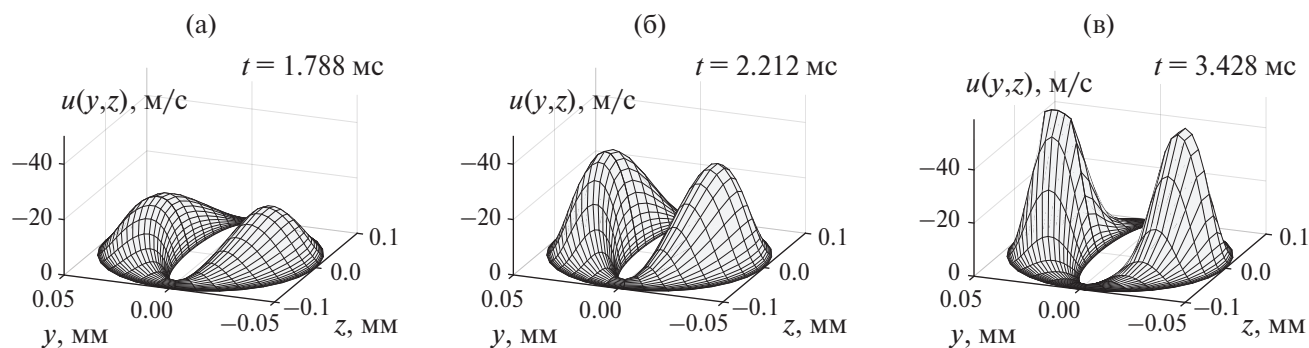 (а)
t = 1.788 мс
u(y,z), м/с
−40
−20
0
0.05
0.00
−0.05
y, мм
0.1
0.0
−0.1
z, мм
(б)
t = 2.212 мс
u(y,z), м/с
−40
−20
0
0.05
0.00
−0.05
y, мм
0.1
0.0
−0.1
z, мм
(в)
t = 3.428 мс
u(y,z), м/с
−40
−20
0
0.05
0.00
−0.05
y, мм
0.1
0.0
−0.1
z, мм